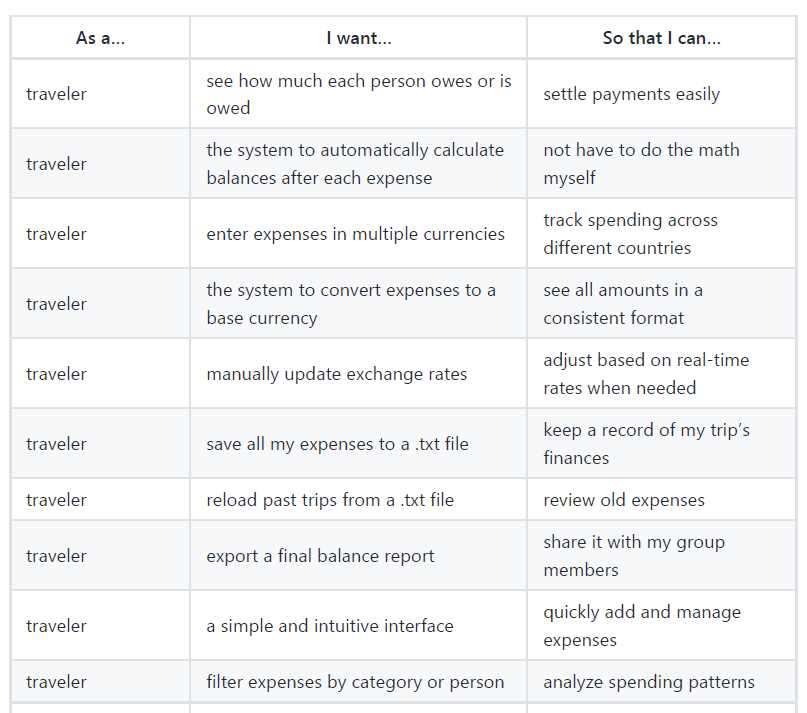 As a… I want… So that I can…
traveler see how much each person owes or is owed settle payments easily
traveler the system to automatically calculate balances after each expense not have to do the math myself
traveler enter expenses in multiple currencies track spending across different countries
traveler the system to convert expenses to a base currency see all amounts in a consistent format
traveler manually update exchange rates adjust based on real-time rates when needed
traveler save all my expenses to a .txt file keep a record of my trip’s finances
traveler reload past trips from a .txt file review old expenses
traveler export a final balance report share it with my group members
traveler a simple and intuitive interface quickly add and manage expenses
traveler filter expenses by category or person analyze spending patterns